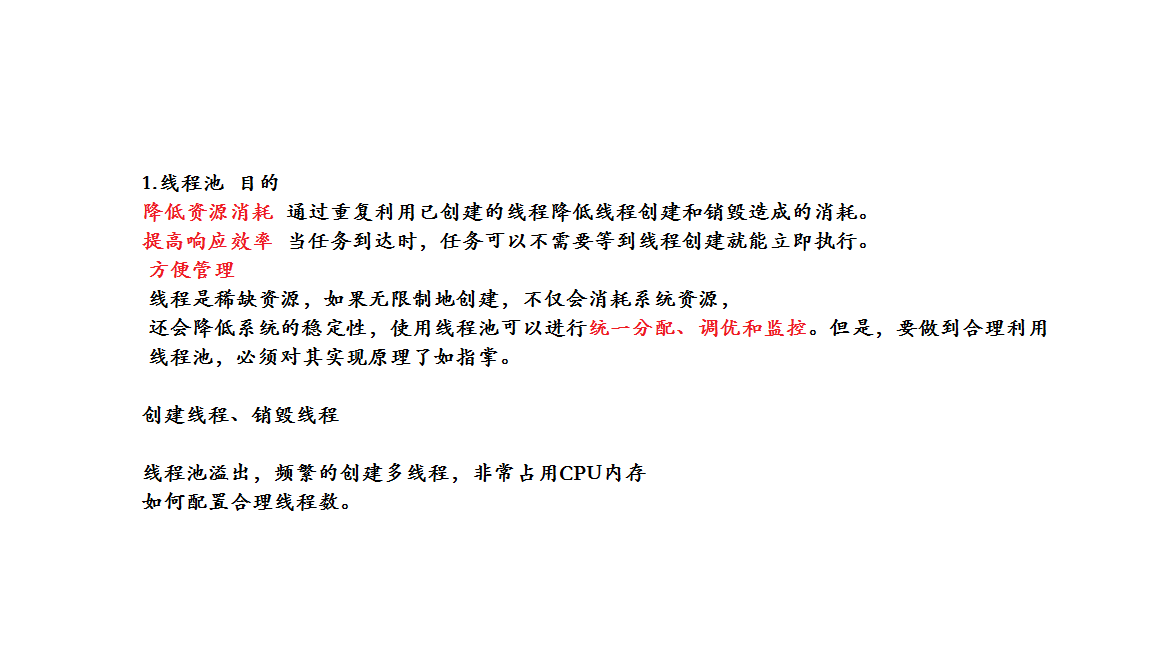 1.线程池 目的
降低资源消耗 通过重复利用已创建的线程降低线程创建和销毁造成的消耗。
提高响应效率 当任务到达时，任务可以不需要等到线程创建就能立即执行。
方便管理
线程是稀缺资源，如果无限制地创建，不仅会消耗系统资源，
还会降低系统的稳定性，使用线程池可以进行统一分配、调优和监控。但是，要做到合理利用
线程池，必须对其实现原理了如指掌。
创建线程、销毁线程
线程池溢出，频繁的创建多线程，非常占用CPU内存
如何配置合理线程数。